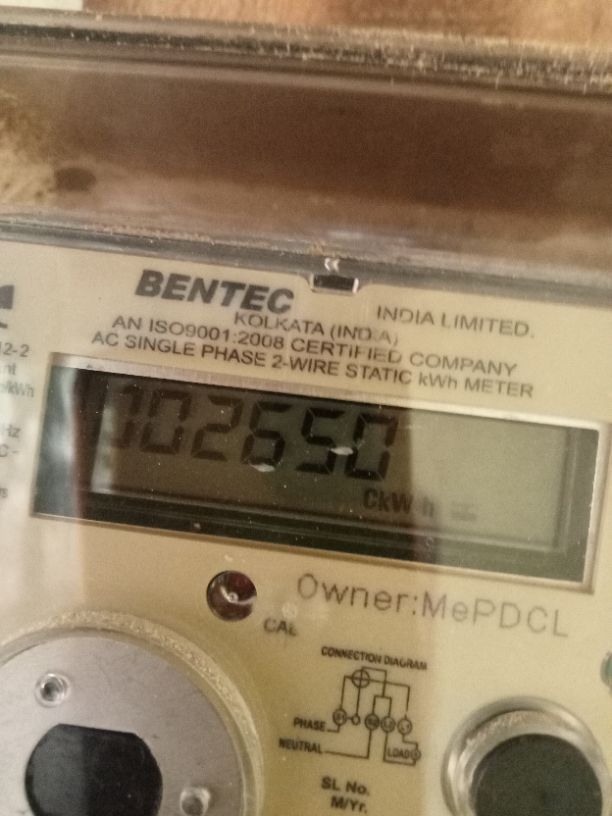 BENTEC INDIA LIMITED.
KOLKATA (INDIA)
AN ISO9001:2008 CERTIFIED COMPANY
AC SINGLE PHASE 2-WIRE STATIC kWh METER
002650
CkW-h
Owner:MePDCL
CAL
CONNECTION DIAGRAM
PHASE
NEUTRAL
LOAD
SL No.
M/Yr.